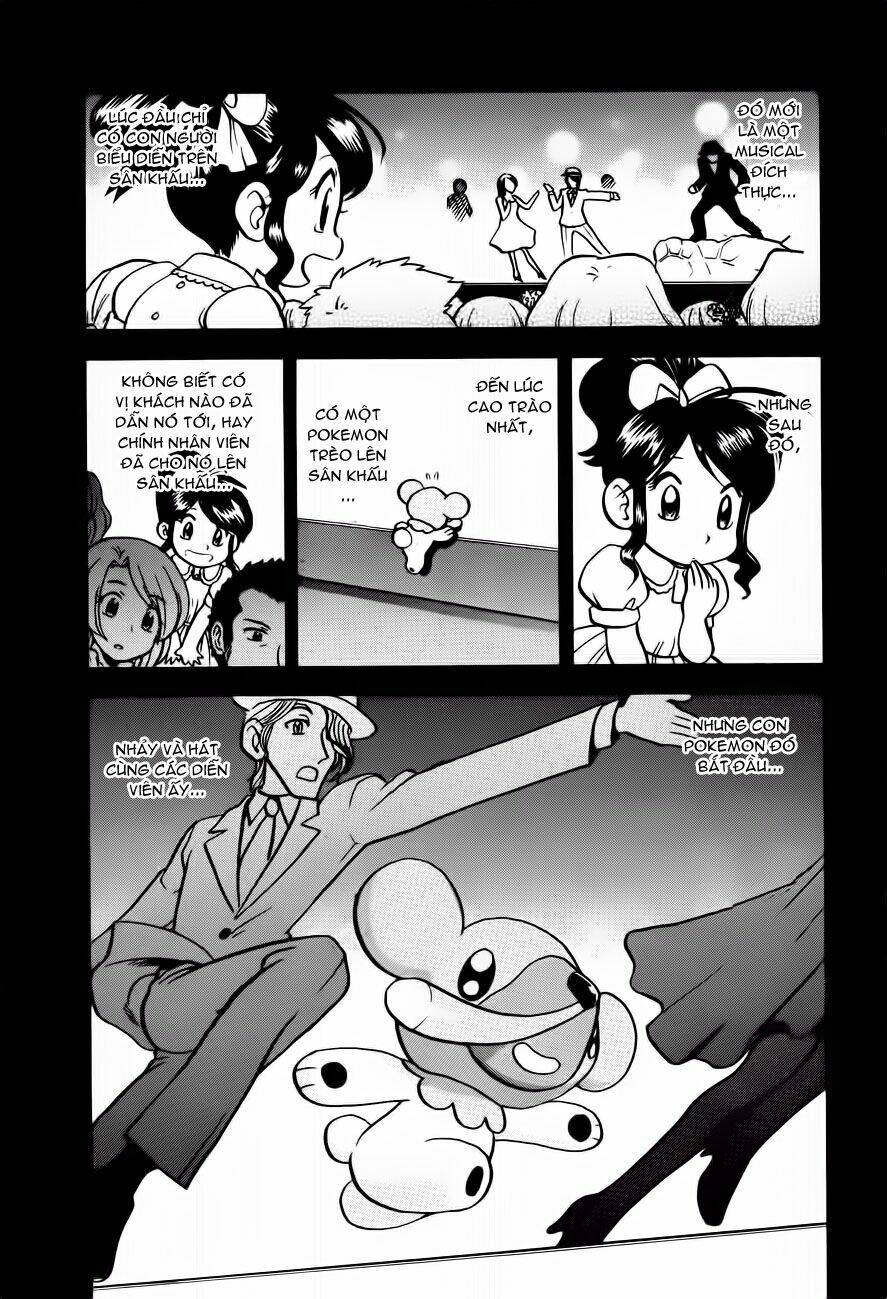 ĐÓ MỚI
LÀ MỘT
MUSICAL
ĐÍCH
THỰC...
LÚC ĐẦU CHỈ
CÓ CON NGƯỜI
BIỂU DIỄN TRÊN
SÂN KHẤU...
NHƯNG
SAU
ĐÓ,
ĐẾN LÚC
CAO TRÀO
NHẤT,
CÓ MỘT
POKEMON
TRÈO LÊN
SÂN KHẤU
...
KHÔNG BIẾT CÓ
VỊ KHÁCH NÀO ĐÃ
DẪN NÓ TỚI, HAY
CHÍNH NHÂN VIÊN
ĐÃ CHO NÓ LÊN
SÂN KHẤU...
NHƯNG CON
POKEMON ĐÓ
BẮT ĐẦU...
NHẢY VÀ HÁT
CÙNG CÁC DIỄN
VIÊN ẤY...